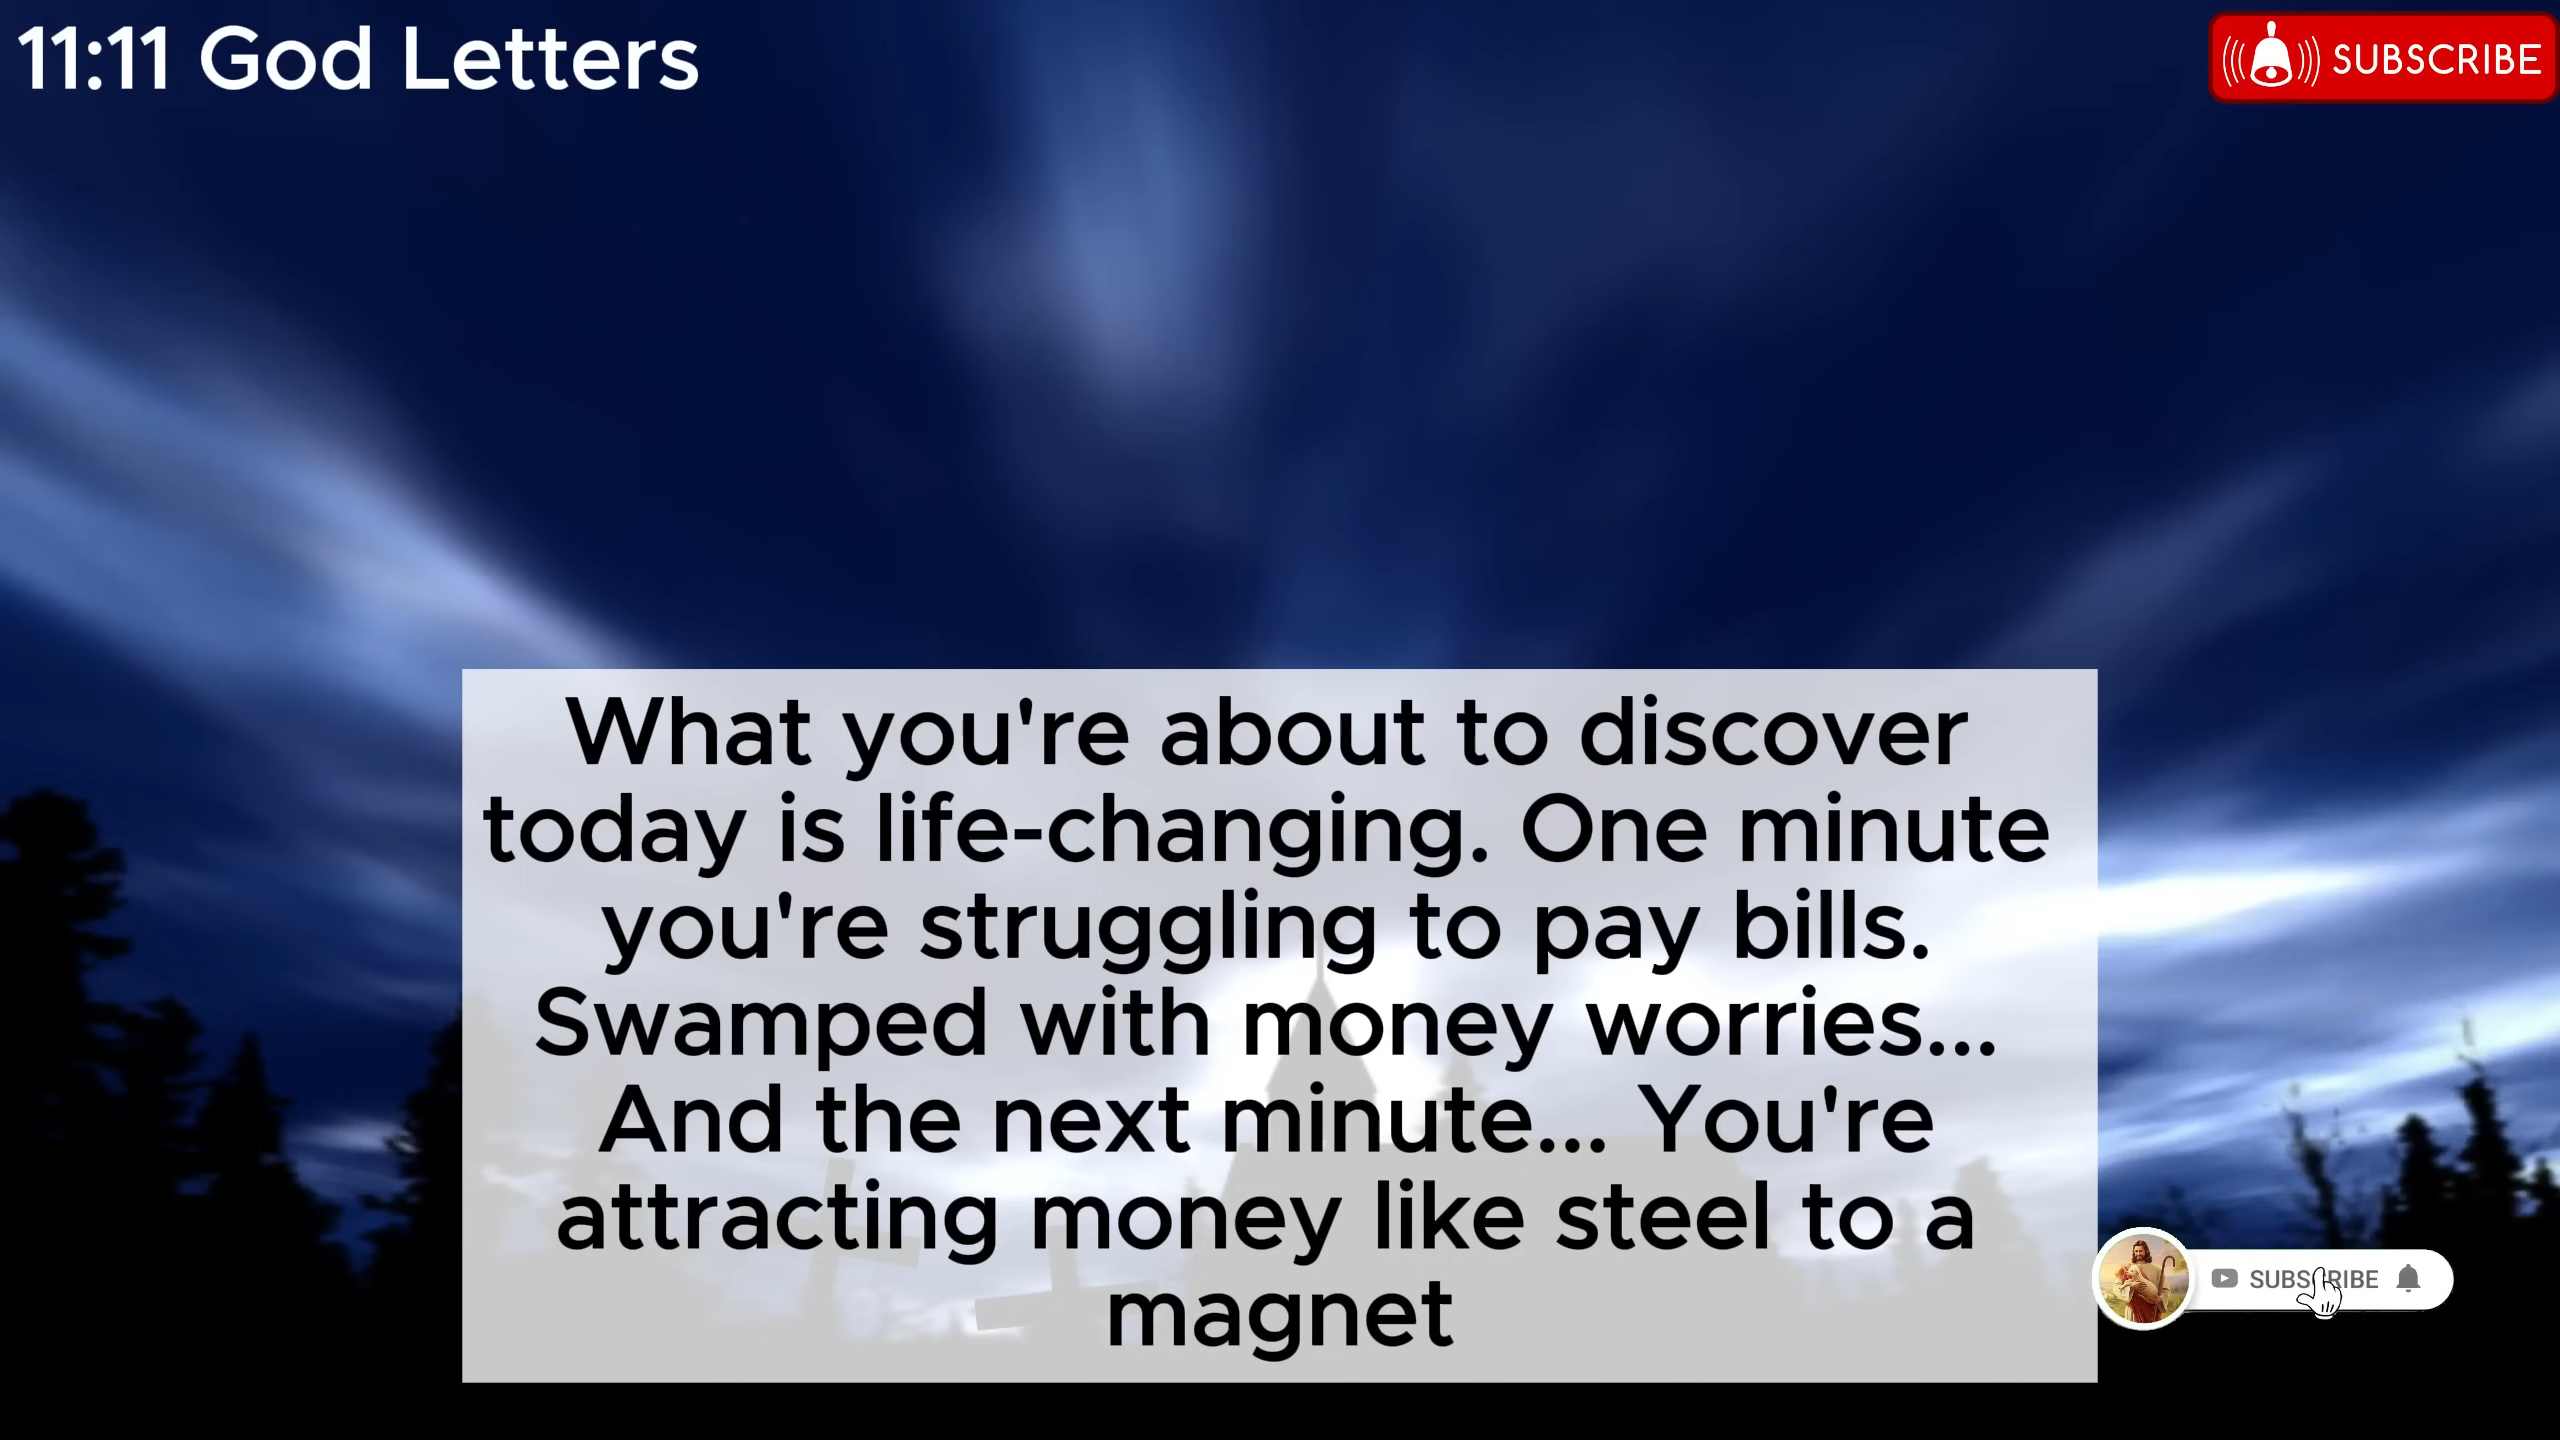 11:11 God Letters
SUBSCRIBE
What you're about to discover
today is life-changing. One minute
you're struggling to pay bills.
Swamped with money worries...
And the next minute... You're
attracting money like steel to a
magnet
SUBSCRIBE